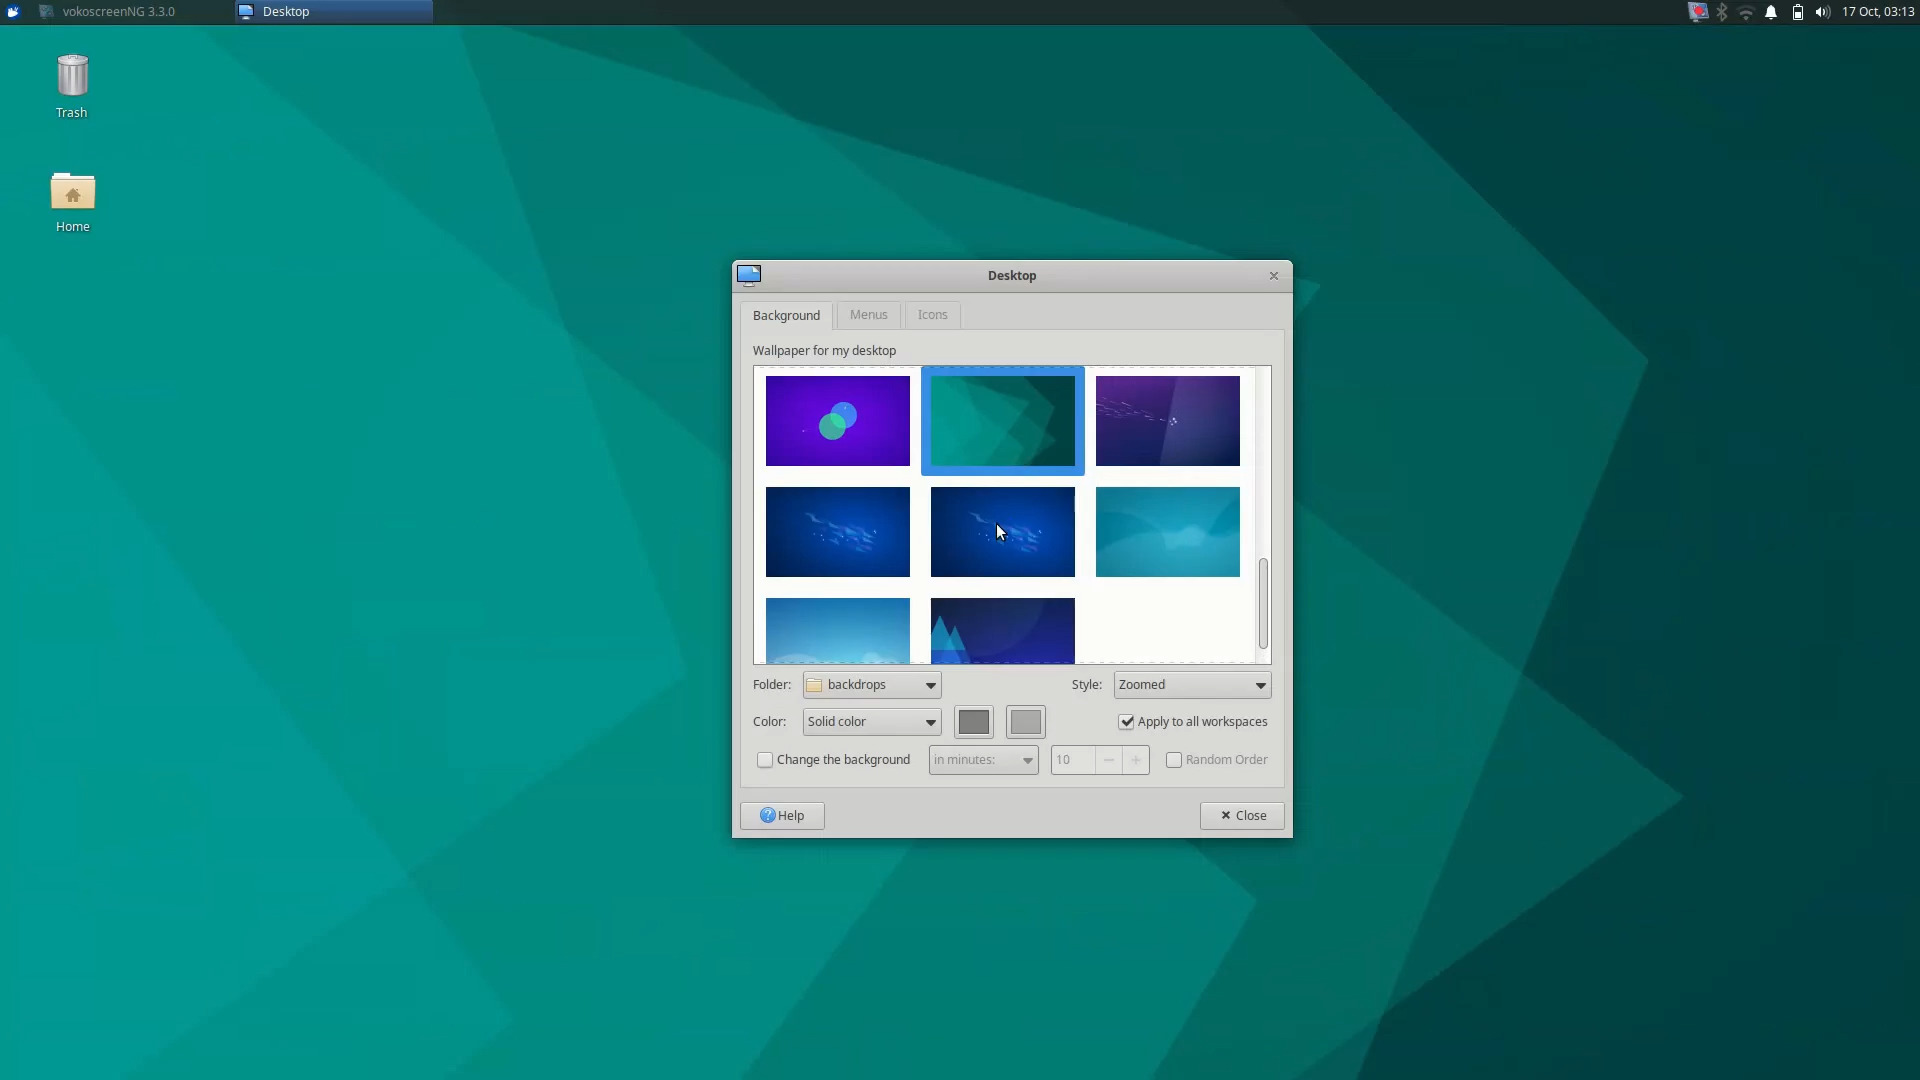 vokoscreenNG 3.3.0
Desktop
17 Oct, 03:13
Trash
Home
Desktop
Background
Menus
Icons
Wallpaper for my desktop
Folder:
backdrops
Style:
Zoomed
Color:
Solid color
Apply to all workspaces
Change the background
in minutes:
10
Random Order
Help
Close